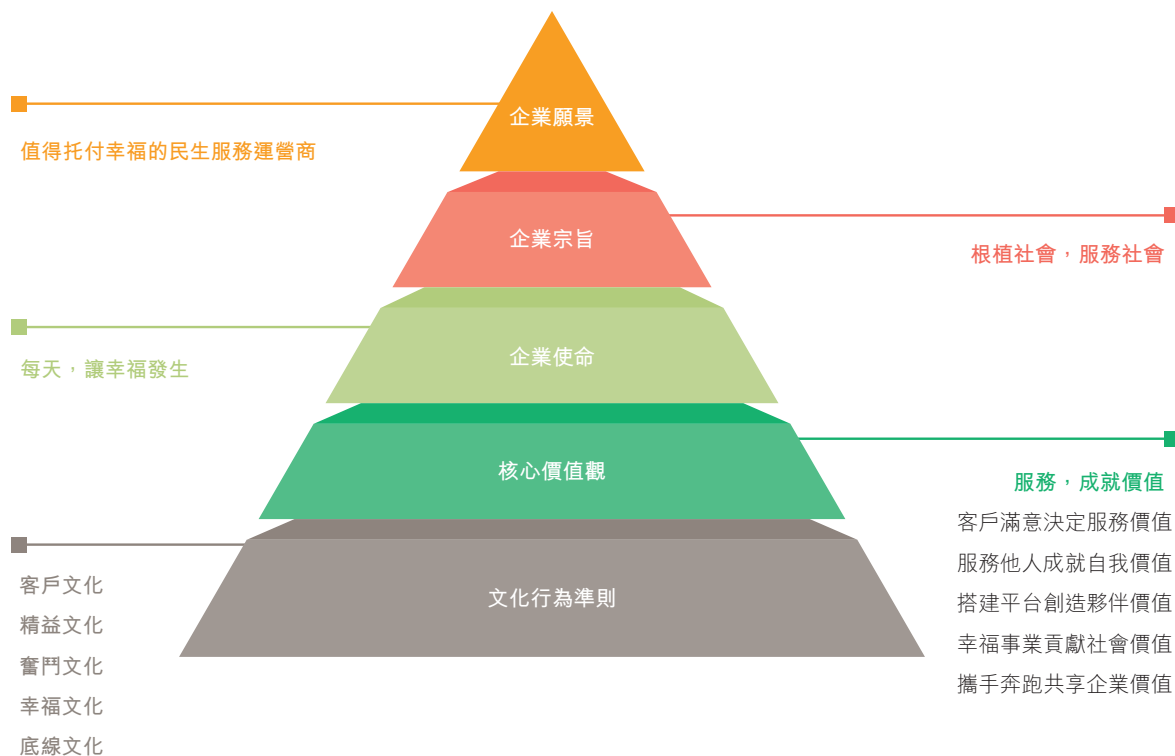 企業願景
值得托付幸福的民生服務運營商
企業宗旨
根植社會，服務社會
企業使命
每天，讓幸福發生
核心價值觀
服務，成就價值
客戶滿意決定服務價值
服務他人成就自我價值
搭建平台創造夥伴價值
幸福事業貢獻社會價值
攜手奔跑共享企業價值
文化行為準則
客戶文化
精益文化
奮鬥文化
幸福文化
底線文化